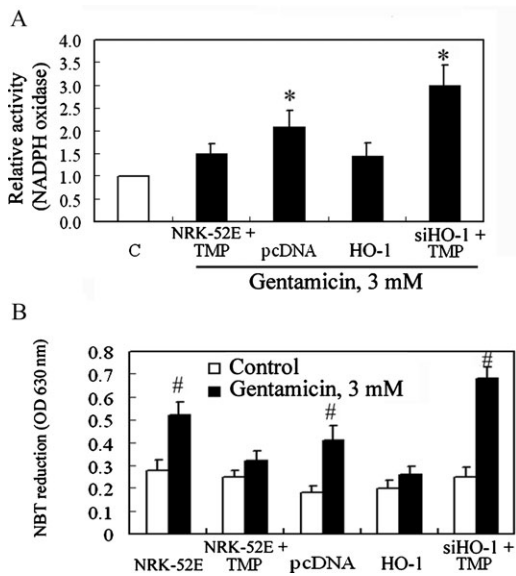 A
Relative activity
(NADPH oxidase)
4.0
3.5
3.0
2.5
2.0
1.5
1.0
0.5
0.0
*
*
C
NRK-52E +
TMP
pcDNA
HO-1
siHO-1 +
TMP
Gentamicin, 3 mM
B
NBT reduction (OD 630 nm)
0.8
0.7
0.6
0.5
0.4
0.3
0.2
0.1
0
Control
Gentamicin, 3 mM
#
#
#
NRK-52E
NRK-52E +
TMP
pcDNA
HO-1
siHO-1 +
TMP